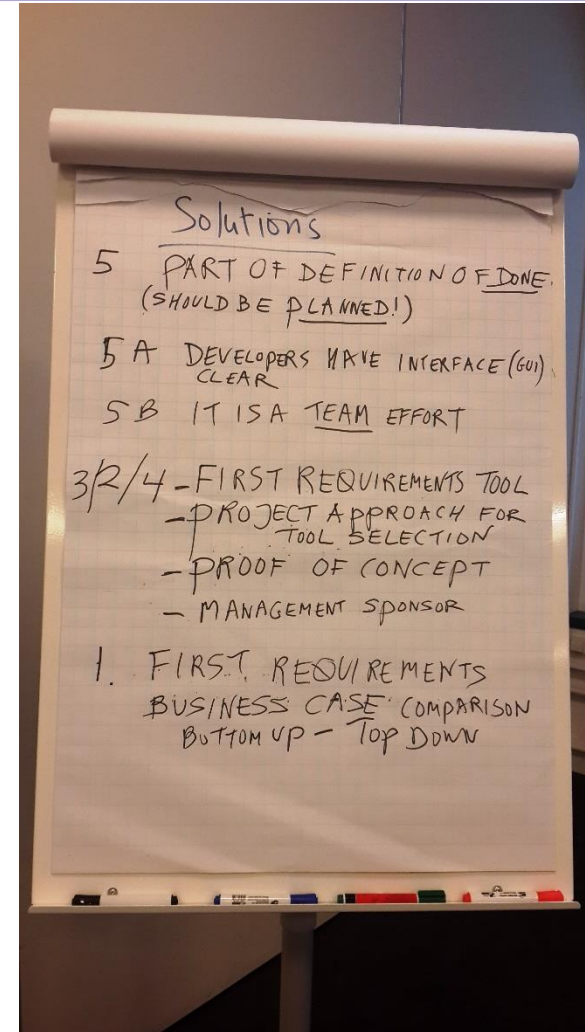 Solutions
5 PART OF DEFINITION OF DONE.
(SHOULD BE PLANNED!)
5A DEVELOPERS HAVE INTERFACE (GUI)
CLEAR
5B IT IS A TEAM EFFORT
3/2/4 - FIRST REQUIREMENTS TOOL
- PROJECT APPROACH FOR
TOOL SELECTION
- PROOF OF CONCEPT
- MANAGEMENT SPONSOR
1. FIRST REQUIREMENTS
BUSINESS CASE COMPARISON
BOTTOM UP - TOP DOWN